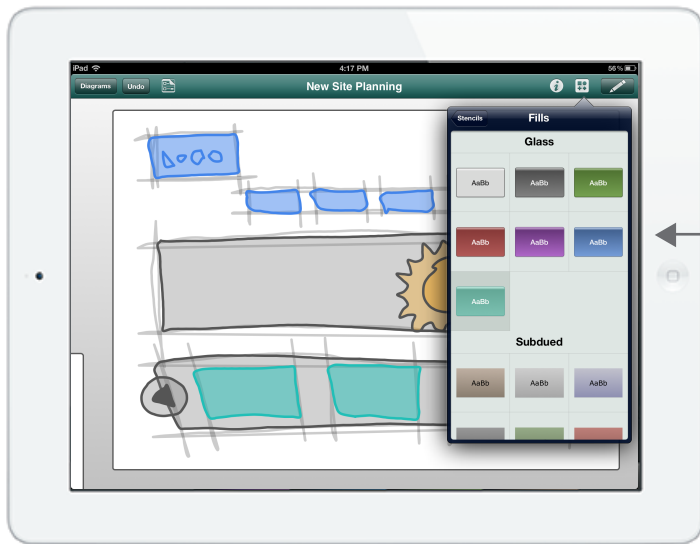 iPad 4:17 PM 56%
Diagrams Undo New Site Planning
Stencils Fills
Glass
AaBb AaBb AaBb
AaBb AaBb AaBb
AaBb
Subdued
AaBb AaBb AaBb